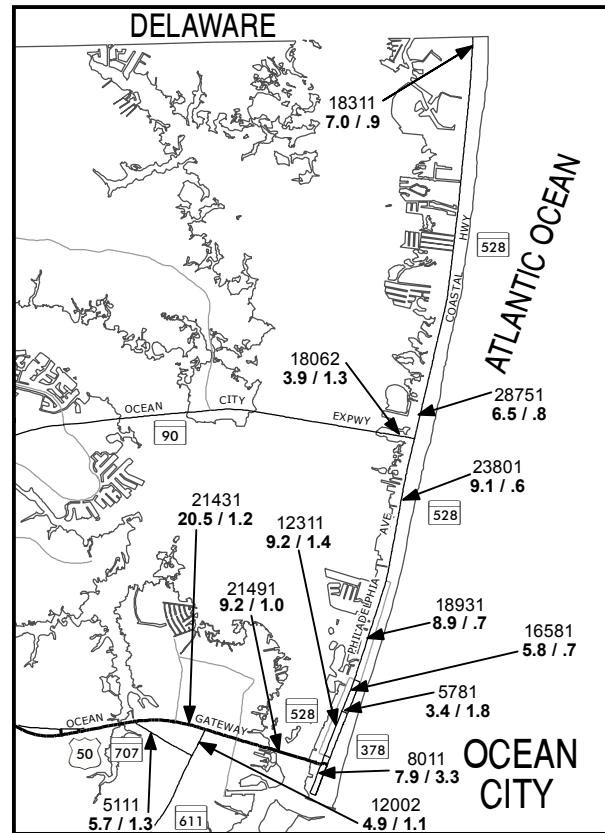 DELAWARE
18311
7.0 / .9
COASTAL HWY
528
ATLANTIC OCEAN
18062
3.9 / 1.3
28751
6.5 / .8
OCEAN CITY EXPWY
90
23801
9.1 / .6
528
21431
20.5 / 1.2
12311
9.2 / 1.4
PHILADELPHIA AVE
21491
9.2 / 1.0
18931
8.9 / .7
16581
5.8 / .7
5781
3.4 / 1.8
528
OCEAN GATEWAY
378
50
707
8011
7.9 / 3.3
OCEAN
CITY
5111
5.7 / 1.3
611
12002
4.9 / 1.1